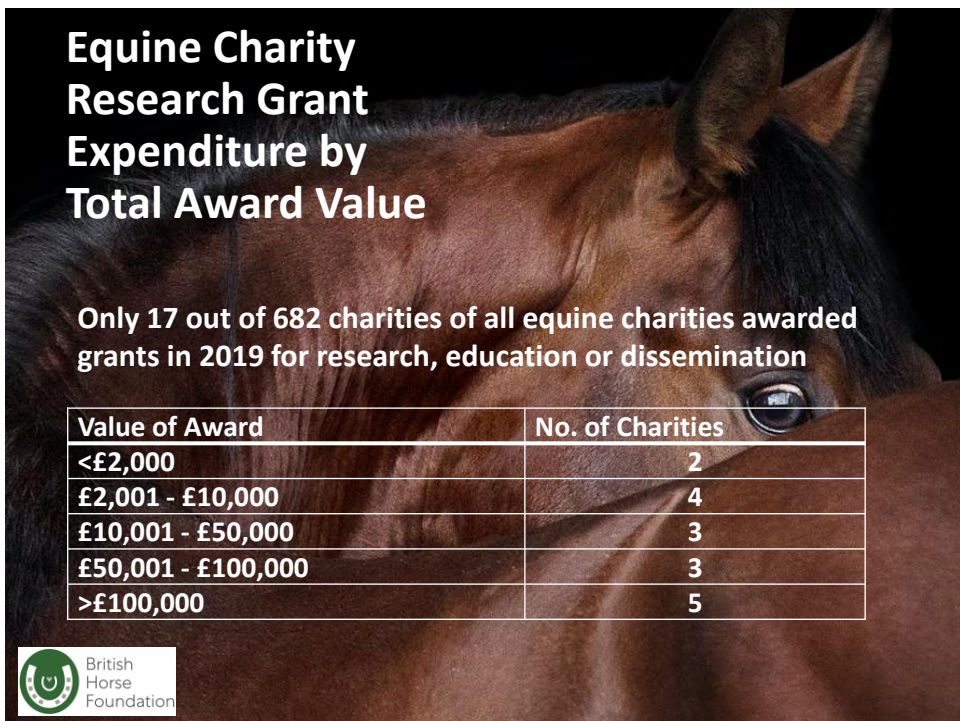 Equine Charity
Research Grant
Expenditure by
Total Award Value
Only 17 out of 682 charities of all equine charities awarded
grants in 2019 for research, education or dissemination
Value of Award No. of Charities
<£2,000 2
£2,001 - £10,000 4
£10,001 - £50,000 3
£50,001 - £100,000 3
>£100,000 5
British
Horse
Foundation